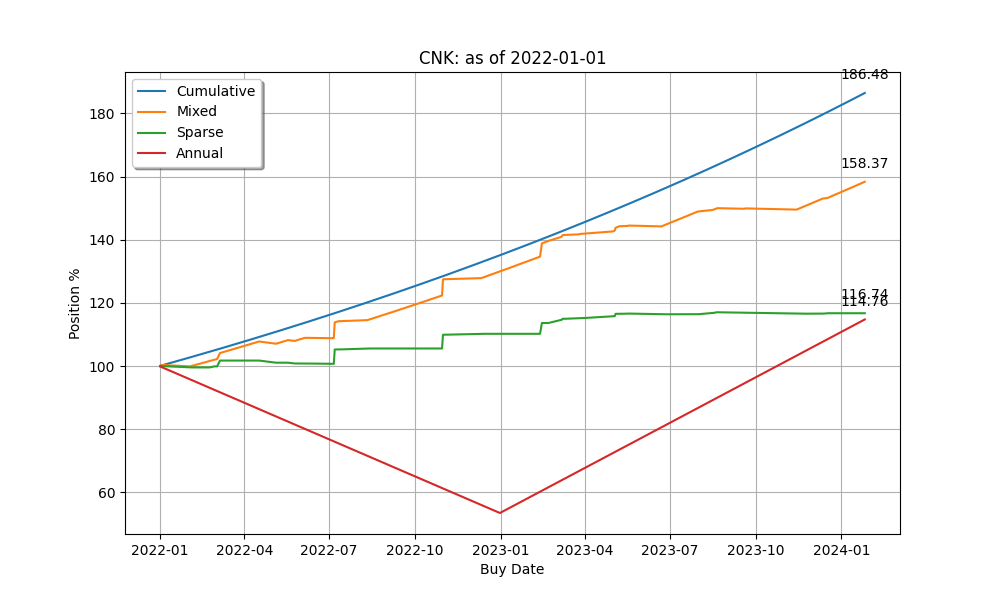 CNK: as of 2022-01-01
Cumulative
Mixed
Sparse
Annual
186.48
158.37
116.74
114.76
Position %
180
160
140
120
100
80
60
2022-01
2022-04
2022-07
2022-10
2023-01
2023-04
2023-07
2023-10
2024-01
Buy Date